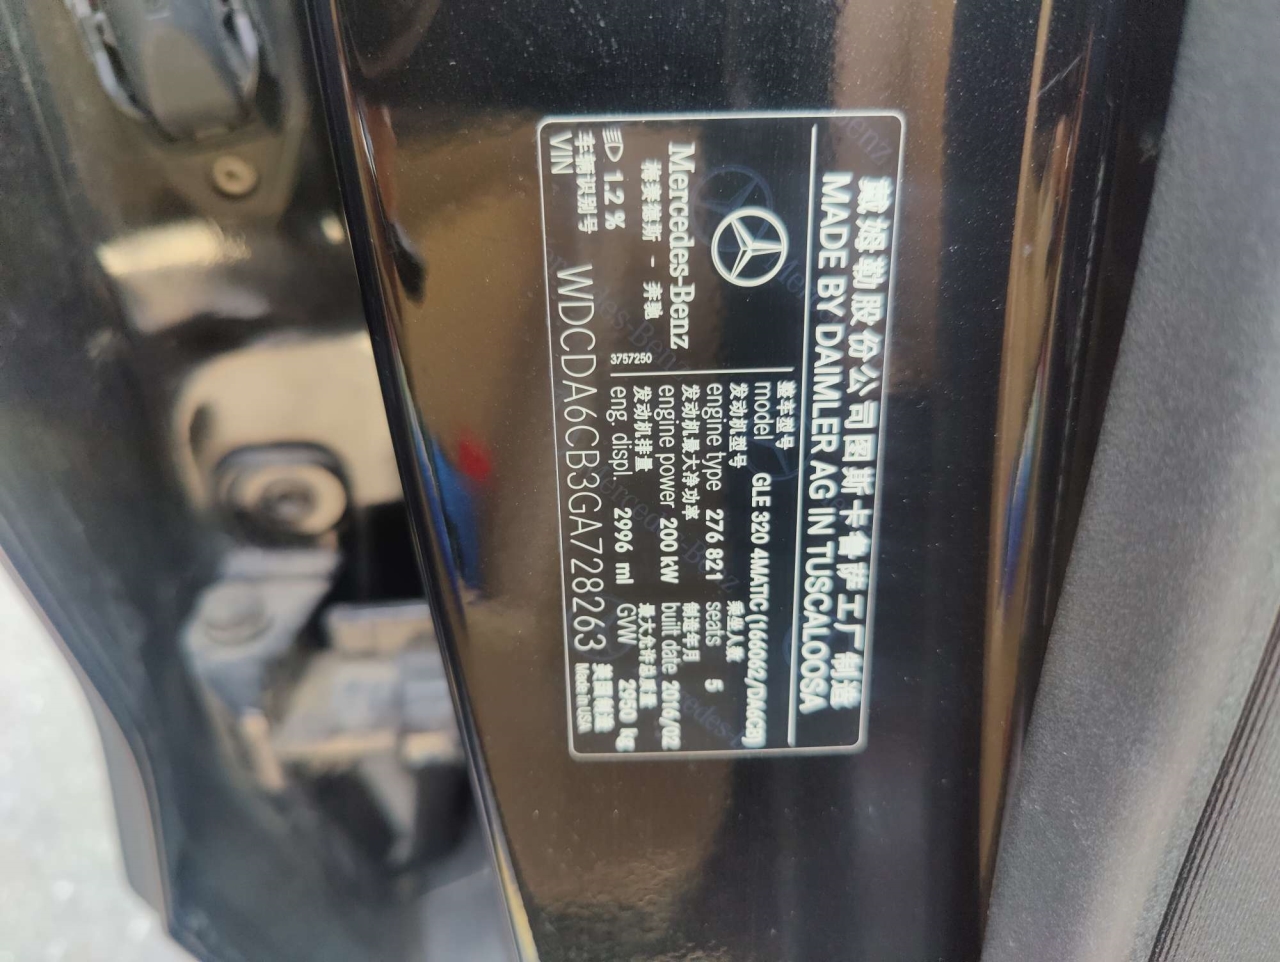 戴姆勒股份公司图斯卡鲁萨工厂制造
MADE BY DAIMLER AG IN TUSCALOOSA
Mercedes-Benz
梅赛德斯 - 奔驰
1.2 %
3757250
整车型号
model GLE 320 4MATIC (166062/DA6CB)
发动机型号 乘坐人数
engine type 276 821 seats 5
发动机最大净功率 制造年月
engine power 200 kW built date 2016/02
发动机排量 最大允许总质量
eng. displ. 2996 ml GVW 2950 kg
车辆识别号 美国制造
VIN WDCDA6CB3GA728263 Made in USA